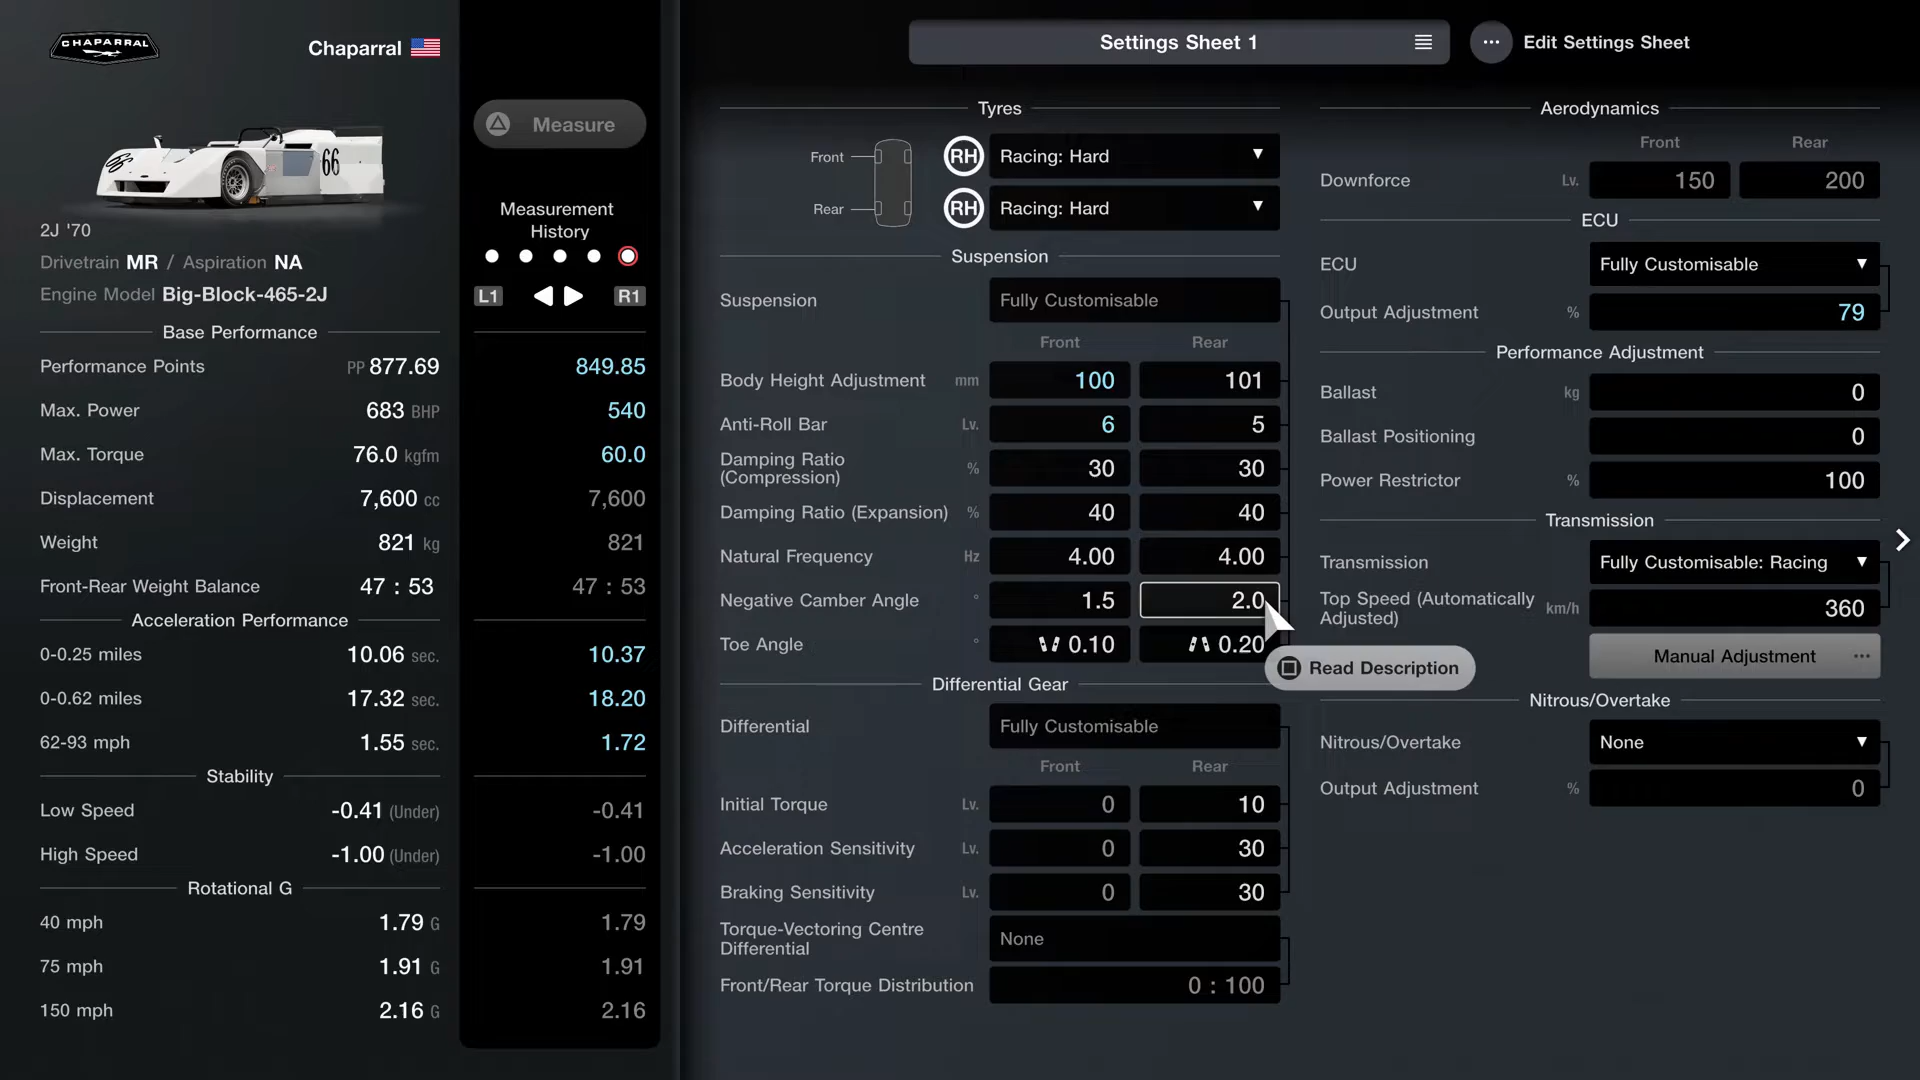 CHAPARRAL
Chaparral
66
66
2J '70
Drivetrain MR / Aspiration NA
Engine Model Big-Block-465-2J
Base Performance
Performance Points PP 877.69 849.85
Max. Power 683 BHP 540
Max. Torque 76.0 kgfm 60.0
Displacement 7,600 cc 7,600
Weight 821 kg 821
Front-Rear Weight Balance 47 : 53 47 : 53
Acceleration Performance
0-0.25 miles 10.06 sec. 10.37
0-0.62 miles 17.32 sec. 18.20
62-93 mph 1.55 sec. 1.72
Stability
Low Speed -0.41 (Under) -0.41
High Speed -1.00 (Under) -1.00
Rotational G
40 mph 1.79 G 1.79
75 mph 1.91 G 1.91
150 mph 2.16 G 2.16
Measure
Measurement
History
L1 R1
Settings Sheet 1
Edit Settings Sheet
Tyres
Front RH Racing: Hard
Rear RH Racing: Hard
Suspension
Suspension Fully Customisable
Front Rear
Body Height Adjustment mm 100 101
Anti-Roll Bar Lv. 6 5
Damping Ratio
(Compression) % 30 30
Damping Ratio (Expansion) % 40 40
Natural Frequency Hz 4.00 4.00
Negative Camber Angle ° 1.5 2.0
Toe Angle ° 0.10 0.20
Read Description
Differential Gear
Differential Fully Customisable
Front Rear
Initial Torque Lv. 0 10
Acceleration Sensitivity Lv. 0 30
Braking Sensitivity Lv. 0 30
Torque-Vectoring Centre
Differential None
Front/Rear Torque Distribution 0 : 100
Aerodynamics
Front Rear
Downforce Lv. 150 200
ECU
ECU Fully Customisable
Output Adjustment % 79
Performance Adjustment
Ballast kg 0
Ballast Positioning 0
Power Restrictor % 100
Transmission
Transmission Fully Customisable: Racing
Top Speed (Automatically
Adjusted) km/h 360
Manual Adjustment
Nitrous/Overtake
Nitrous/Overtake None
Output Adjustment % 0